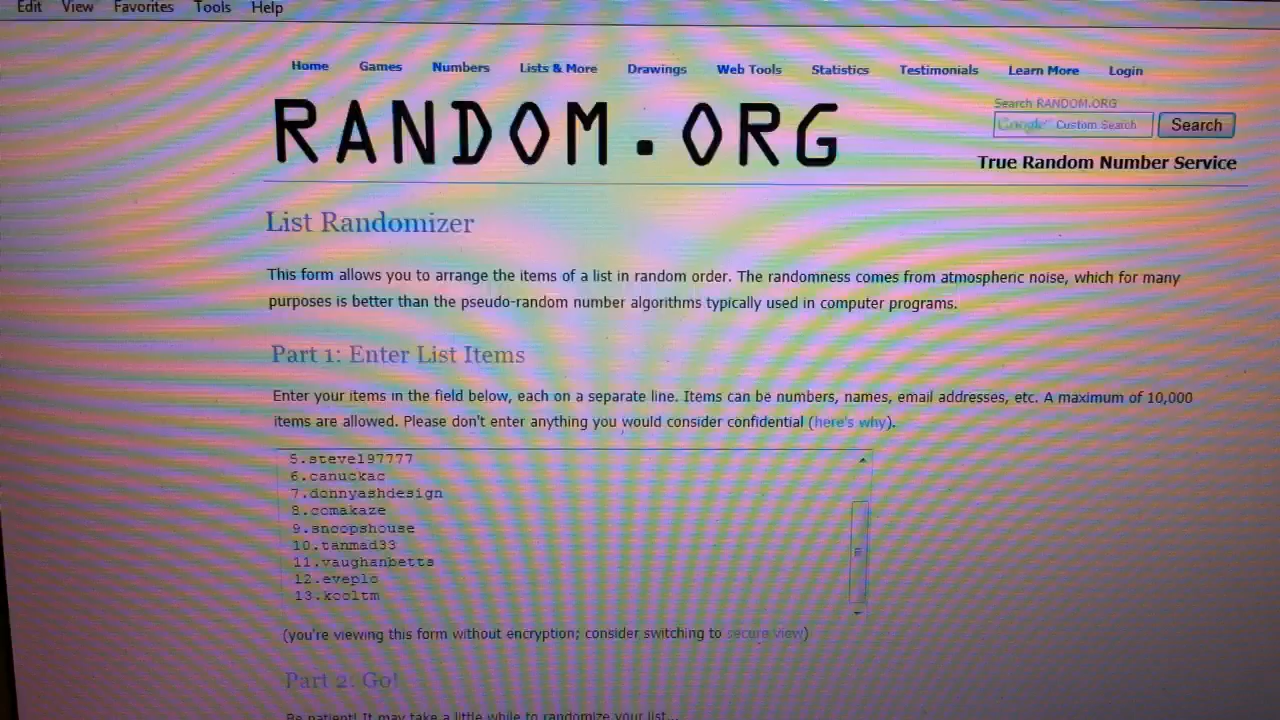 Edit View Favorites Tools Help
Home Games Numbers Lists & More Drawings Web Tools Statistics Testimonials Learn More Login
RANDOM.ORG
Search RANDOM.ORG
Google Custom Search Search
True Random Number Service
List Randomizer
This form allows you to arrange the items of a list in random order. The randomness comes from atmospheric noise, which for many
purposes is better than the pseudo-random number algorithms typically used in computer programs.
Part 1: Enter List Items
Enter your items in the field below, each on a separate line. Items can be numbers, names, email addresses, etc. A maximum of 10,000
items are allowed. Please don't enter anything you would consider confidential (here's why).
5.steve197777
6.canuckac
7.donnyashdesign
8.comakaze
9.snoopshouse
10.tanmad33
11.vaughanbetts
12.eveplo
13.kooltm
(you're viewing this form without encryption; consider switching to secure view)
Part 2: Go!
Be patient! It may take a little while to randomize your list...